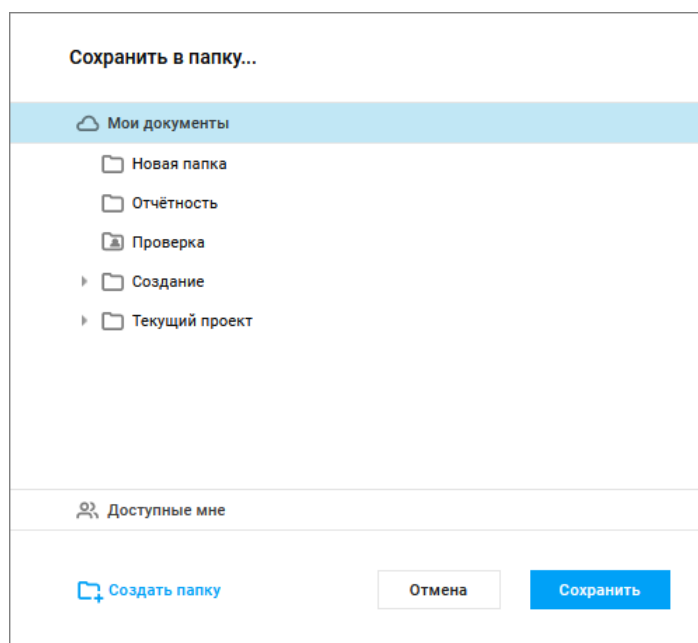 Сохранить в папку...
Мои документы
Новая папка
Отчётность
Проверка
Создание
Текущий проект
Доступные мне
Создать папку
Отмена
Сохранить